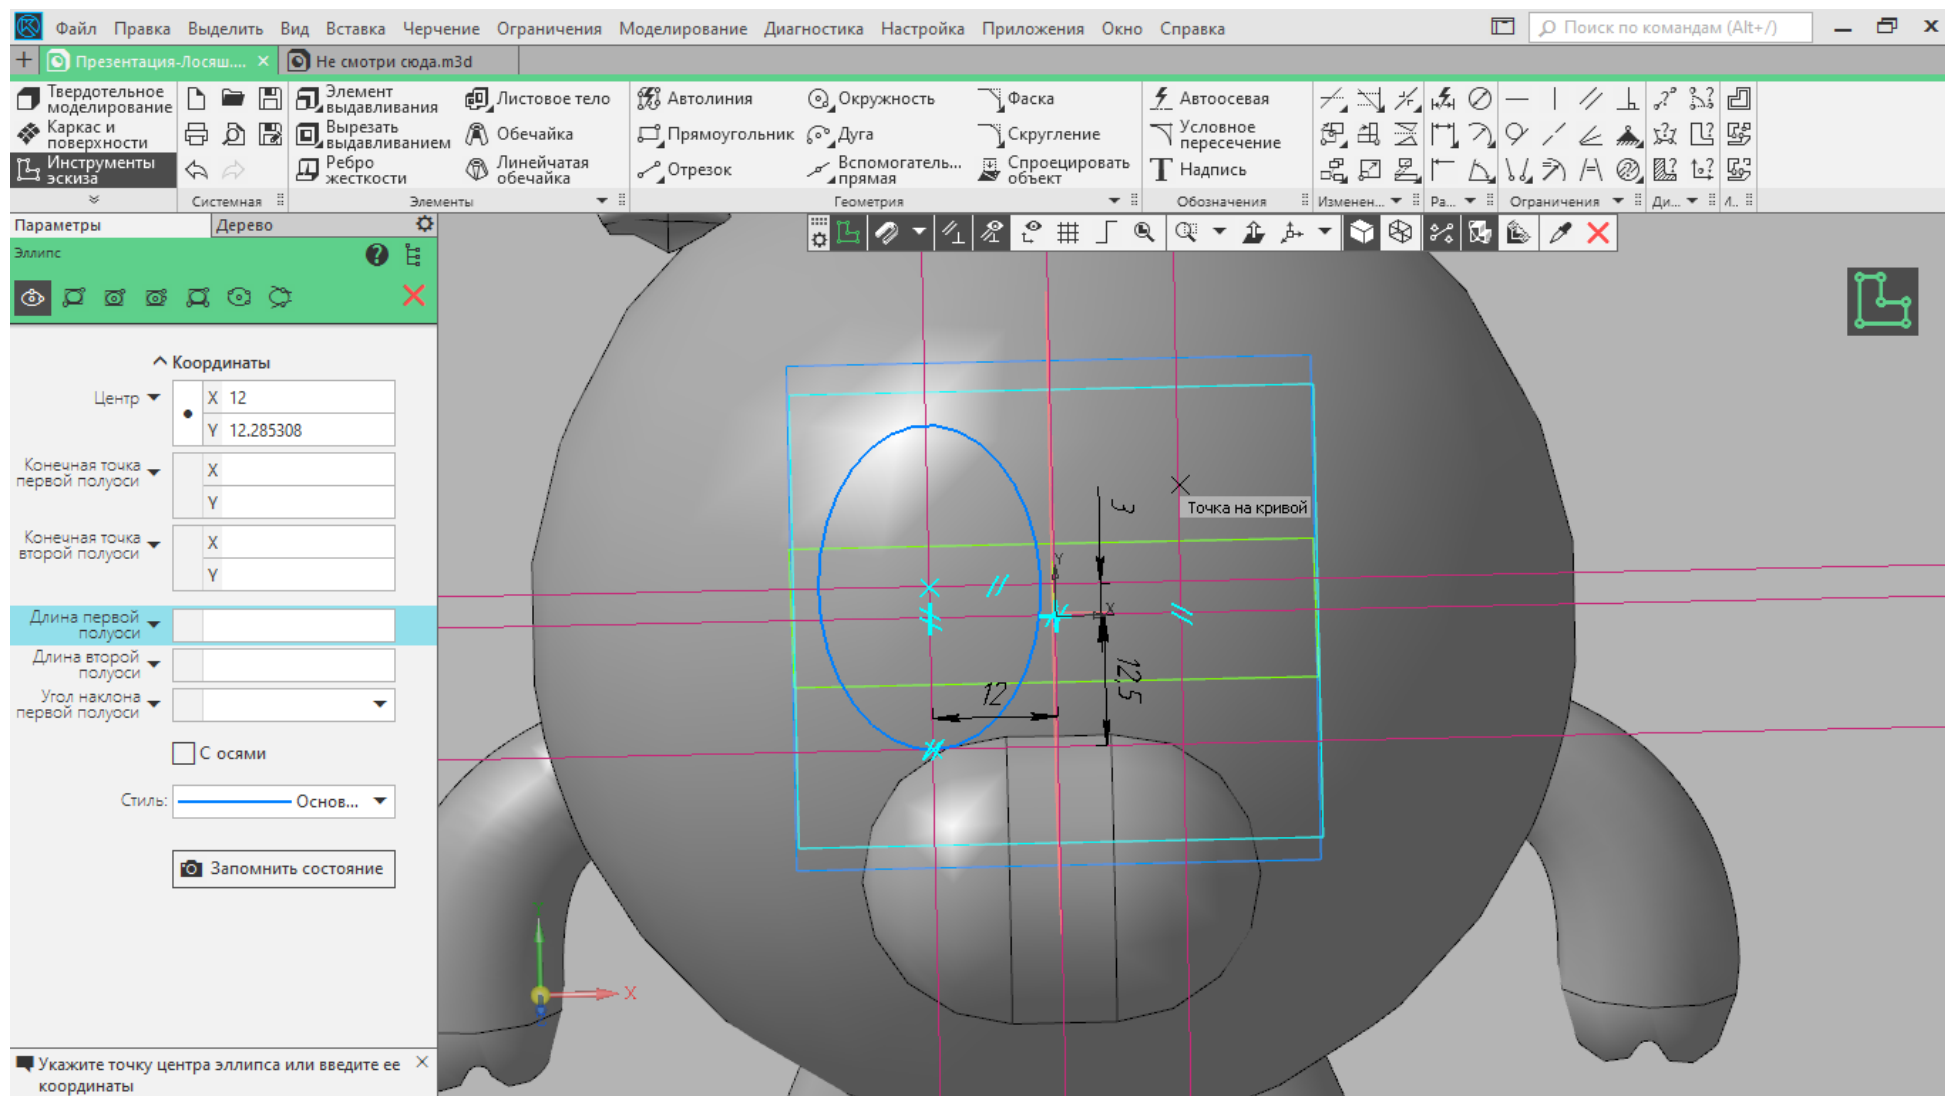 Файл Правка Выделить Вид Вставка Черчение Ограничения Моделирование Диагностика Настройка Приложения Окно Справка Поиск по командам (Alt+/)
Презентация-Лосяш.... Не смотри сюда.m3d
Твердотельное моделирование
Каркас и поверхности
Инструменты эскиза
Системная
Элемент выдавливания
Вырезать выдавливанием
Ребро жесткости
Листовое тело
Обечайка
Линейчатая обечайка
Элементы
Автолиния
Прямоугольник
Отрезок
Окружность
Дуга
Вспомогатель... прямая
Фаска
Скругление
Спроецировать объект
Геометрия
Автоосевая
Условное пересечение
Надпись
Обозначения
Изменен...
Ра...
Ограничения
Ди...
И..
Параметры Дерево
Эллипс
Координаты
Центр X 12
Y 12.285308
Конечная точка первой полуоси X
Y
Конечная точка второй полуоси X
Y
Длина первой полуоси
Длина второй полуоси
Угол наклона первой полуоси
С осями
Стиль: Основ...
Запомнить состояние
Укажите точку центра эллипса или введите ее
координаты
3
Точка на кривой
Y
X
12,5
12
Y
X